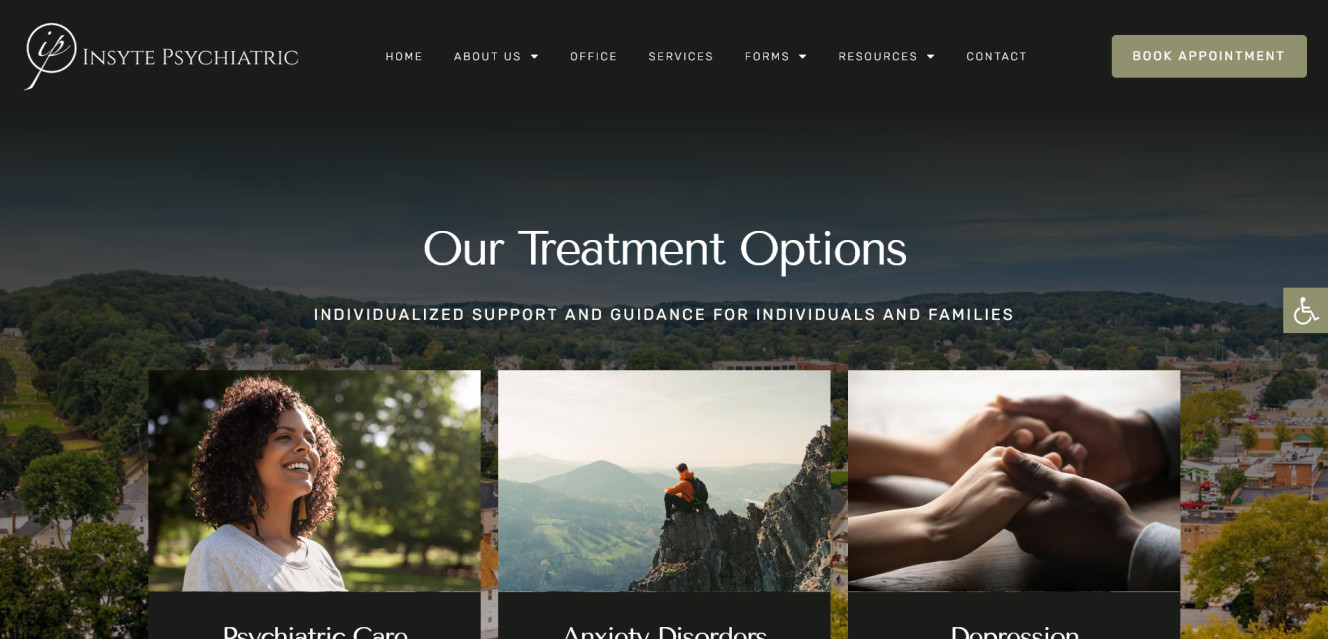 ip
INSYTE PSYCHIATRIC
HOME
ABOUT US
OFFICE
SERVICES
FORMS
RESOURCES
CONTACT
BOOK APPOINTMENT
Our Treatment Options
INDIVIDUALIZED SUPPORT AND GUIDANCE FOR INDIVIDUALS AND FAMILIES
Psychiatric Care
Anxiety Disorders
Depression